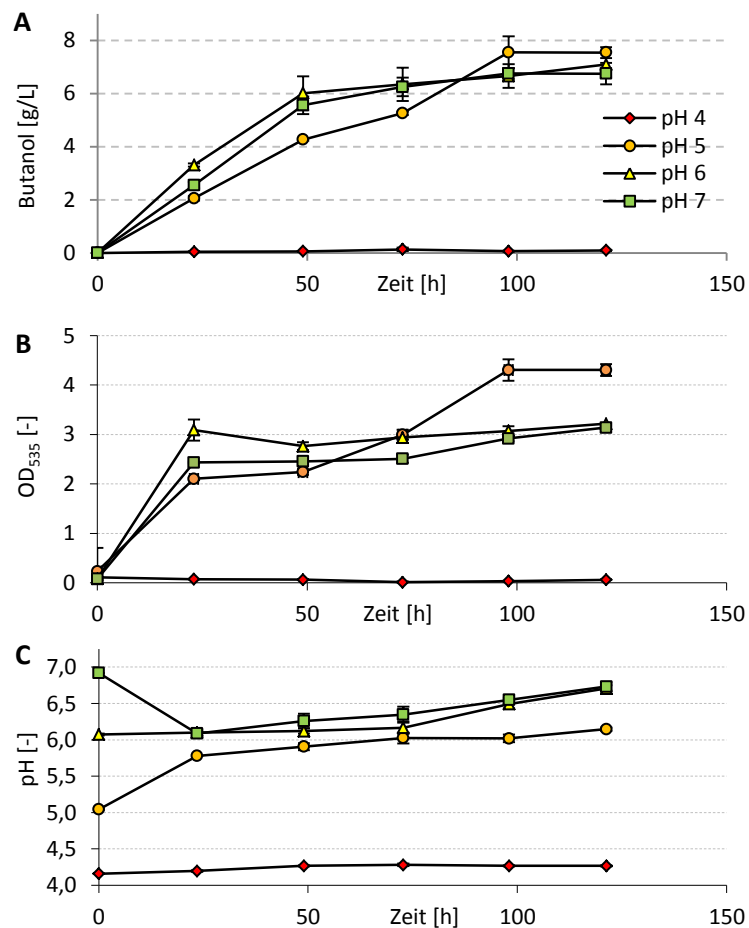 A
Butanol [g/L]
8
6
4
2
0
pH 4
pH 5
pH 6
pH 7
0
50
Zeit [h]
100
150
B
OD535 [-]
5
4
3
2
1
0
0
50
Zeit [h]
100
150
C
pH [-]
7,0
6,5
6,0
5,5
5,0
4,5
4,0
0
50
Zeit [h]
100
150